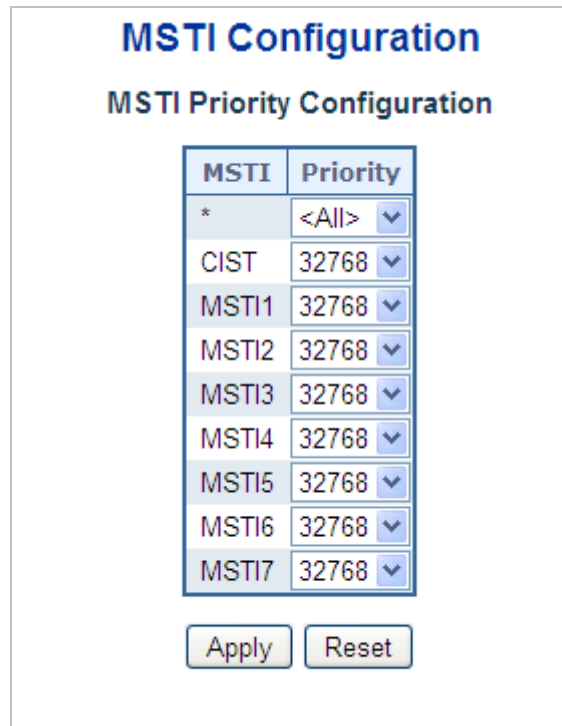 MSTI Configuration
MSTI Priority Configuration
MSTI Priority
* <All>
CIST 32768
MSTI1 32768
MSTI2 32768
MSTI3 32768
MSTI4 32768
MSTI5 32768
MSTI6 32768
MSTI7 32768
Apply Reset